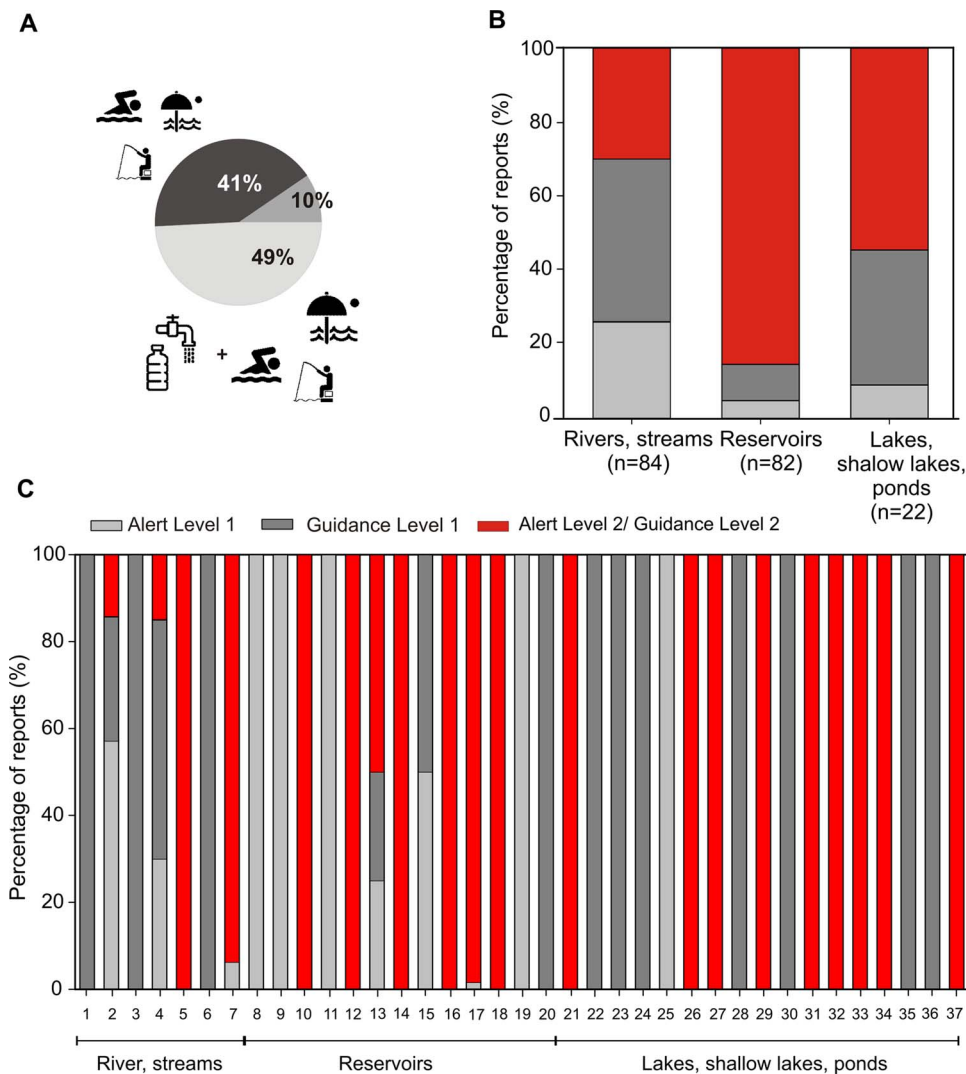 A
41%
10%
49%
+
B
Percentage of reports (%)
100
80
60
40
20
0
Rivers, streams
(n=84)
Reservoirs
(n=82)
Lakes,
shalow lakes,
ponds
(n=22)
C
Alert Level 1
Guidance Level 1
Alert Level 2/ Guidance Level 2
Percentage of reports (%)
100
80
60
40
20
0
1 2 3 4 5 6 7 8 9 10 11 12 13 14 15 16 17 18 19 20 21 22 23 24 25 26 27 28 29 30 31 32 33 34 35 36 37
River, streams
Reservoirs
Lakes, shallow lakes, ponds